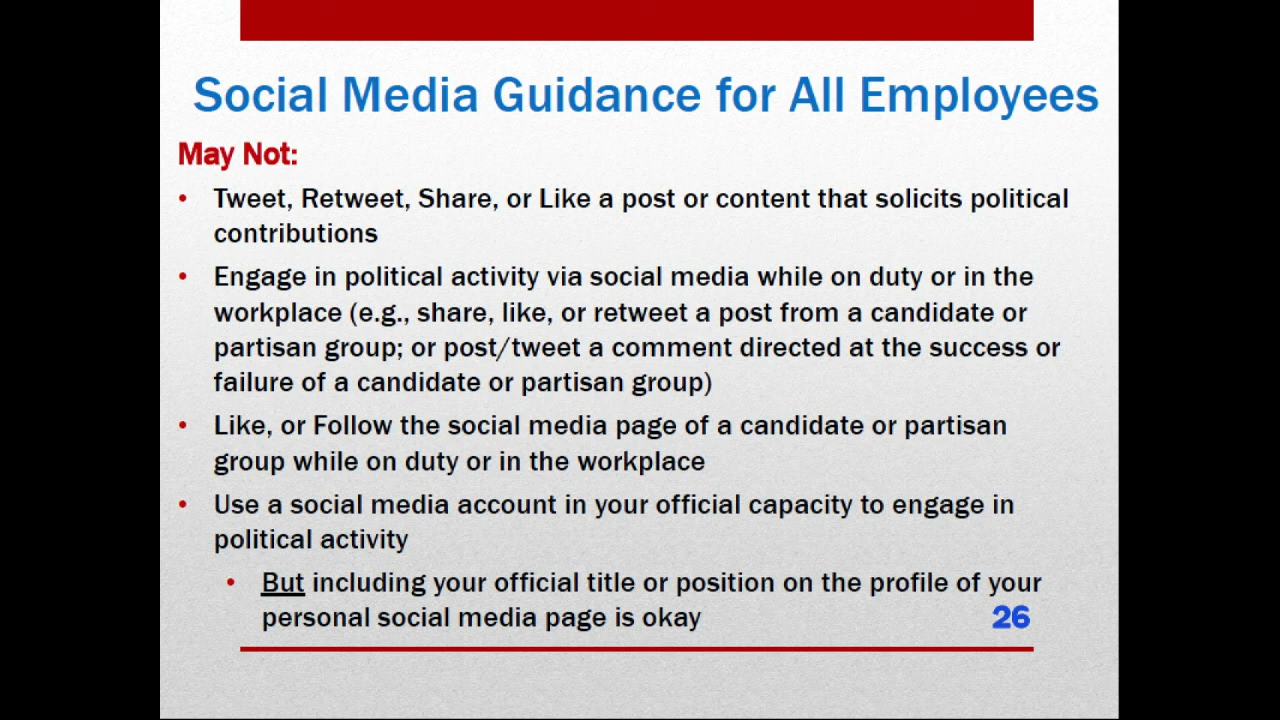 Social Media Guidance for All Employees
May Not:
• Tweet, Retweet, Share, or Like a post or content that solicits political
contributions
• Engage in political activity via social media while on duty or in the
workplace (e.g., share, like, or retweet a post from a candidate or
partisan group; or post/tweet a comment directed at the success or
failure of a candidate or partisan group)
• Like, or Follow the social media page of a candidate or partisan
group while on duty or in the workplace
• Use a social media account in your official capacity to engage in
political activity
• But including your official title or position on the profile of your
personal social media page is okay
26